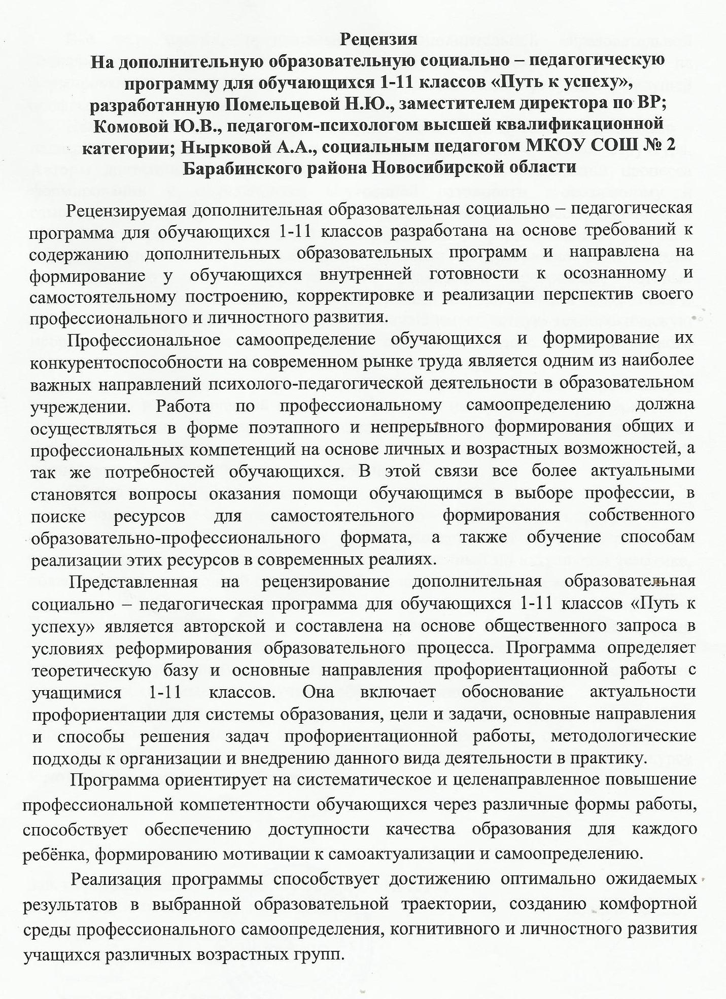 Рецензия
На дополнительную образовательную социально – педагогическую
программу для обучающихся 1-11 классов «Путь к успеху»,
разработанную Помельцевой Н.Ю., заместителем директора по ВР;
Комовой Ю.В., педагогом-психологом высшей квалификационной
категории; Нырковой А.А., социальным педагогом МКОУ СОШ № 2
Барабинского района Новосибирской области
Рецензируемая дополнительная образовательная социально – педагогическая
программа для обучающихся 1-11 классов разработана на основе требований к
содержанию дополнительных образовательных программ и направлена на
формирование у обучающихся внутренней готовности к осознанному и
самостоятельному построению, корректировке и реализации перспектив своего
профессионального и личностного развития.
Профессиональное самоопределение обучающихся и формирование их
конкурентоспособности на современном рынке труда является одним из наиболее
важных направлений психолого-педагогической деятельности в образовательном
учреждении. Работа по профессиональному самоопределению должна
осуществляться в форме поэтапного и непрерывного формирования общих и
профессиональных компетенций на основе личных и возрастных возможностей, а
так же потребностей обучающихся. В этой связи все более актуальными
становятся вопросы оказания помощи обучающимся в выборе профессии, в
поиске ресурсов для самостоятельного формирования собственного
образовательно-профессионального формата, а также обучение способам
реализации этих ресурсов в современных реалиях.
Представленная на рецензирование дополнительная образовательная
социально – педагогическая программа для обучающихся 1-11 классов «Путь к
успеху» является авторской и составлена на основе общественного запроса в
условиях реформирования образовательного процесса. Программа определяет
теоретическую базу и основные направления профориентационной работы с
учащимися 1-11 классов. Она включает обоснование актуальности
профориентации для системы образования, цели и задачи, основные направления
и способы решения задач профориентационной работы, методологические
подходы к организации и внедрению данного вида деятельности в практику.
Программа ориентирует на систематическое и целенаправленное повышение
профессиональной компетентности обучающихся через различные формы работы,
способствует обеспечению доступности качества образования для каждого
ребёнка, формированию мотивации к самоактуализации и самоопределению.
Реализация программы способствует достижению оптимально ожидаемых
результатов в выбранной образовательной траектории, созданию комфортной
среды профессионального самоопределения, когнитивного и личностного развития
учащихся различных возрастных групп.